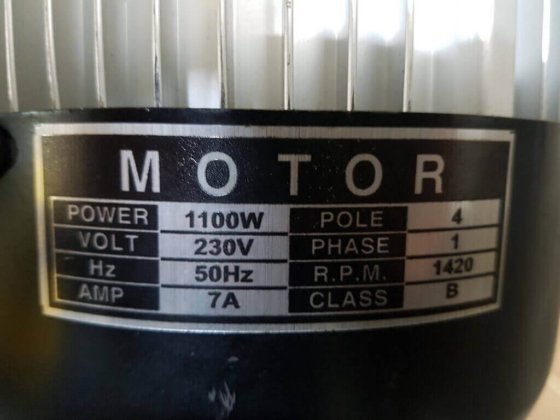 MOTOR
POWER 1100W POLE 4
VOLT 230V PHASE 1
Hz 50Hz R.P.M. 1420
AMP 7A CLASS B